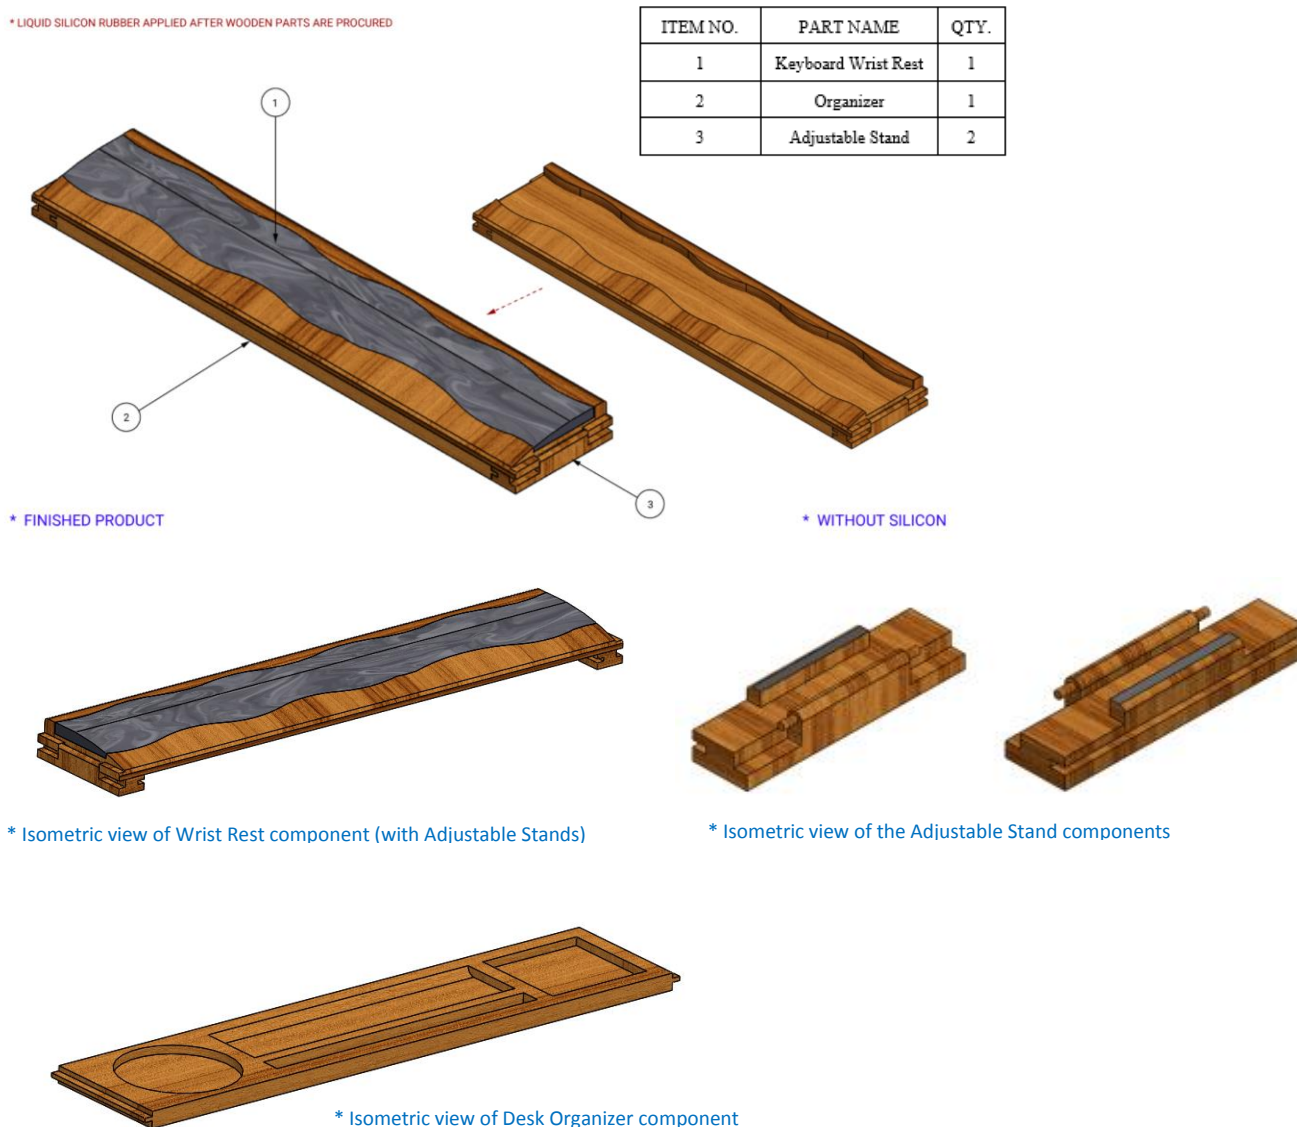 * LIQUID SILICON RUBBER APPLIED AFTER WOODEN PARTS ARE PROCURED
ITEM NO. PART NAME QTY.
1 Keyboard Wrist Rest 1
2 Organizer 1
3 Adjustable Stand 2
1
2
3
* FINISHED PRODUCT
* WITHOUT SILICON
* Isometric view of Wrist Rest component (with Adjustable Stands)
* Isometric view of the Adjustable Stand components
* Isometric view of Desk Organizer component